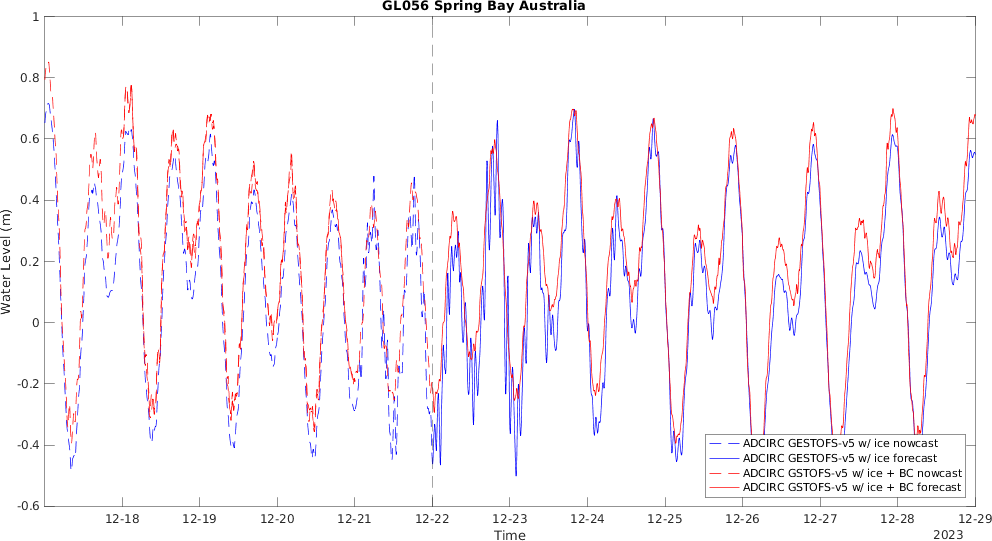 GL056 Spring Bay Australia
1
0.8
0.6
0.4
0.2
0
-0.2
-0.4
-0.6
Water Level (m)
ADCIRC GESTOFS-v5 w/ ice nowcast
ADCIRC GESTOFS-v5 w/ ice forecast
ADCIRC GSTOFS-v5 w/ ice + BC nowcast
ADCIRC GSTOFS-v5 w/ ice + BC forecast
12-18 12-19 12-20 12-21 12-22 12-23 12-24 12-25 12-26 12-27 12-28 12-29
Time
2023